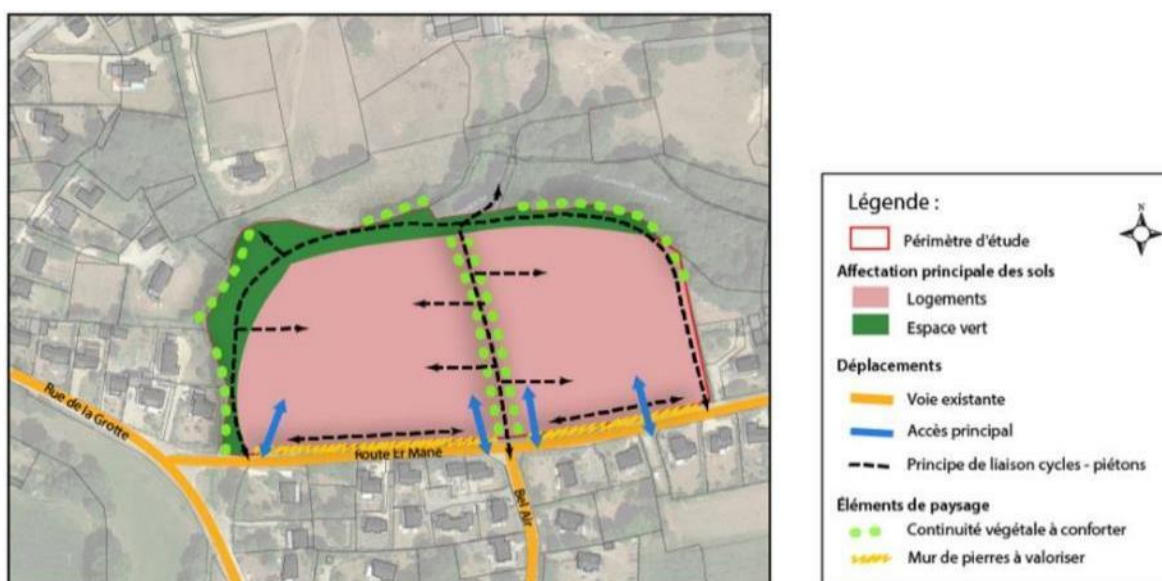 Rue de la Grotte
Route Er Mané
Bel Air
Légende :
N
Périmètre d'étude
Affectation principale des sols
Logements
Espace vert
Déplacements
Voie existante
Accès principal
Principe de liaison cycles - piétons
Éléments de paysage
Continuité végétale à conforter
Mur de pierres à valoriser